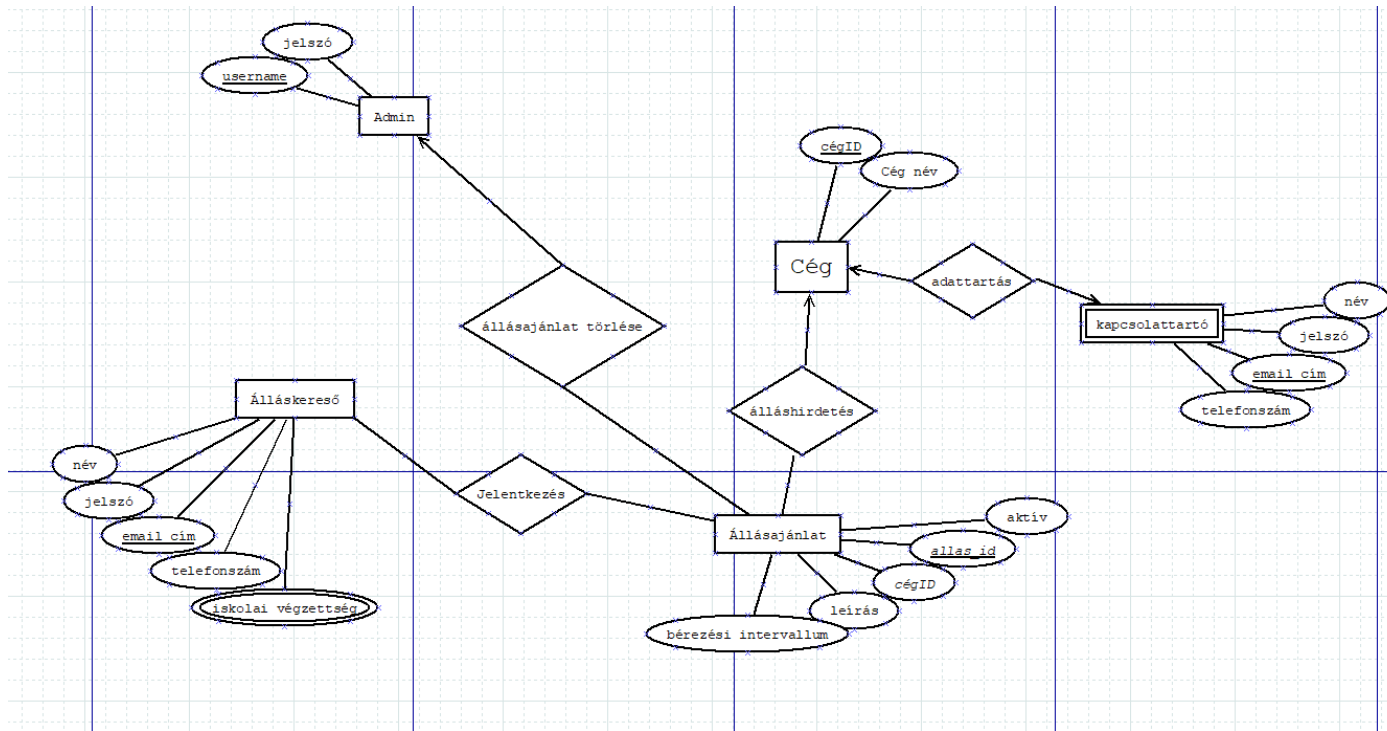 jelszó
username
Admin
cégID
Cég név
Cég
adattartás
kapcsolattartó
név
jelszó
email cím
telefonszám
állásajánlat törlése
álláshirdetés
Álláskereső
név
jelszó
email cím
telefonszám
iskolai végzettség
Jelentkezés
Állásajánlat
aktív
allas_id
cégID
leírás
bérezési intervallum